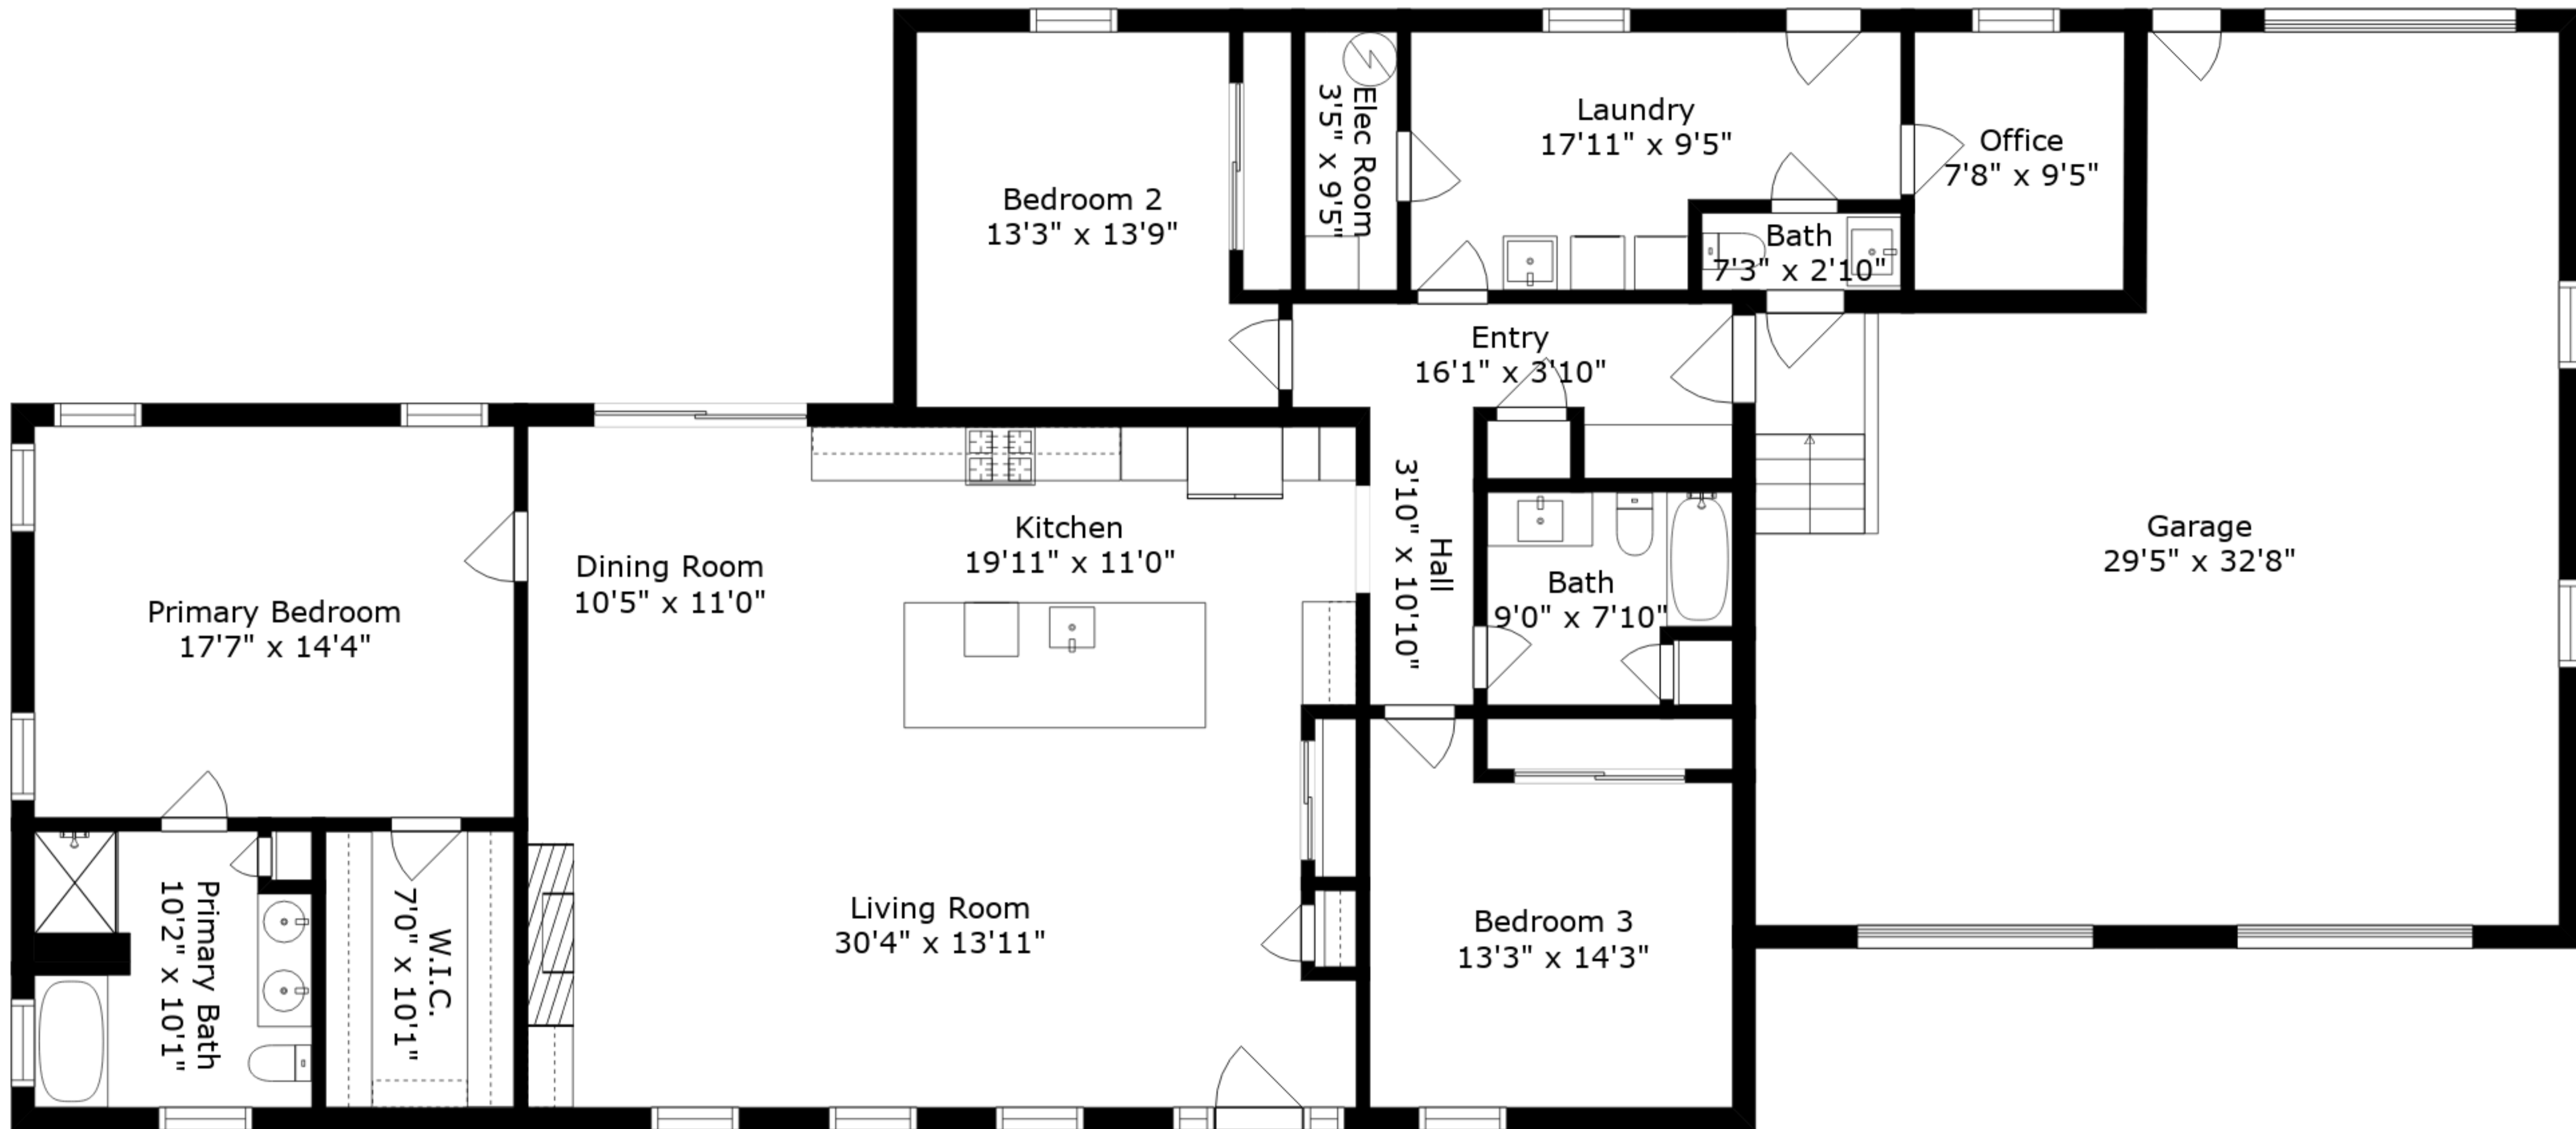 Elec Room
3'5" x 9'5"
Laundry
17'11" x 9'5"
Office
7'8" x 9'5"
Bedroom 2
13'3" x 13'9"
Bath
7'3" x 2'10"
Entry
16'1" x 3'10"
Kitchen
19'11" x 11'0"
Dining Room
10'5" x 11'0"
Hall
3'10" x 10'10"
Bath
9'0" x 7'10"
Garage
29'5" x 32'8"
Primary Bedroom
17'7" x 14'4"
Primary Bath
10'2" x 10'1"
W.I.C.
7'0" x 10'1"
Living Room
30'4" x 13'11"
Bedroom 3
13'3" x 14'3"